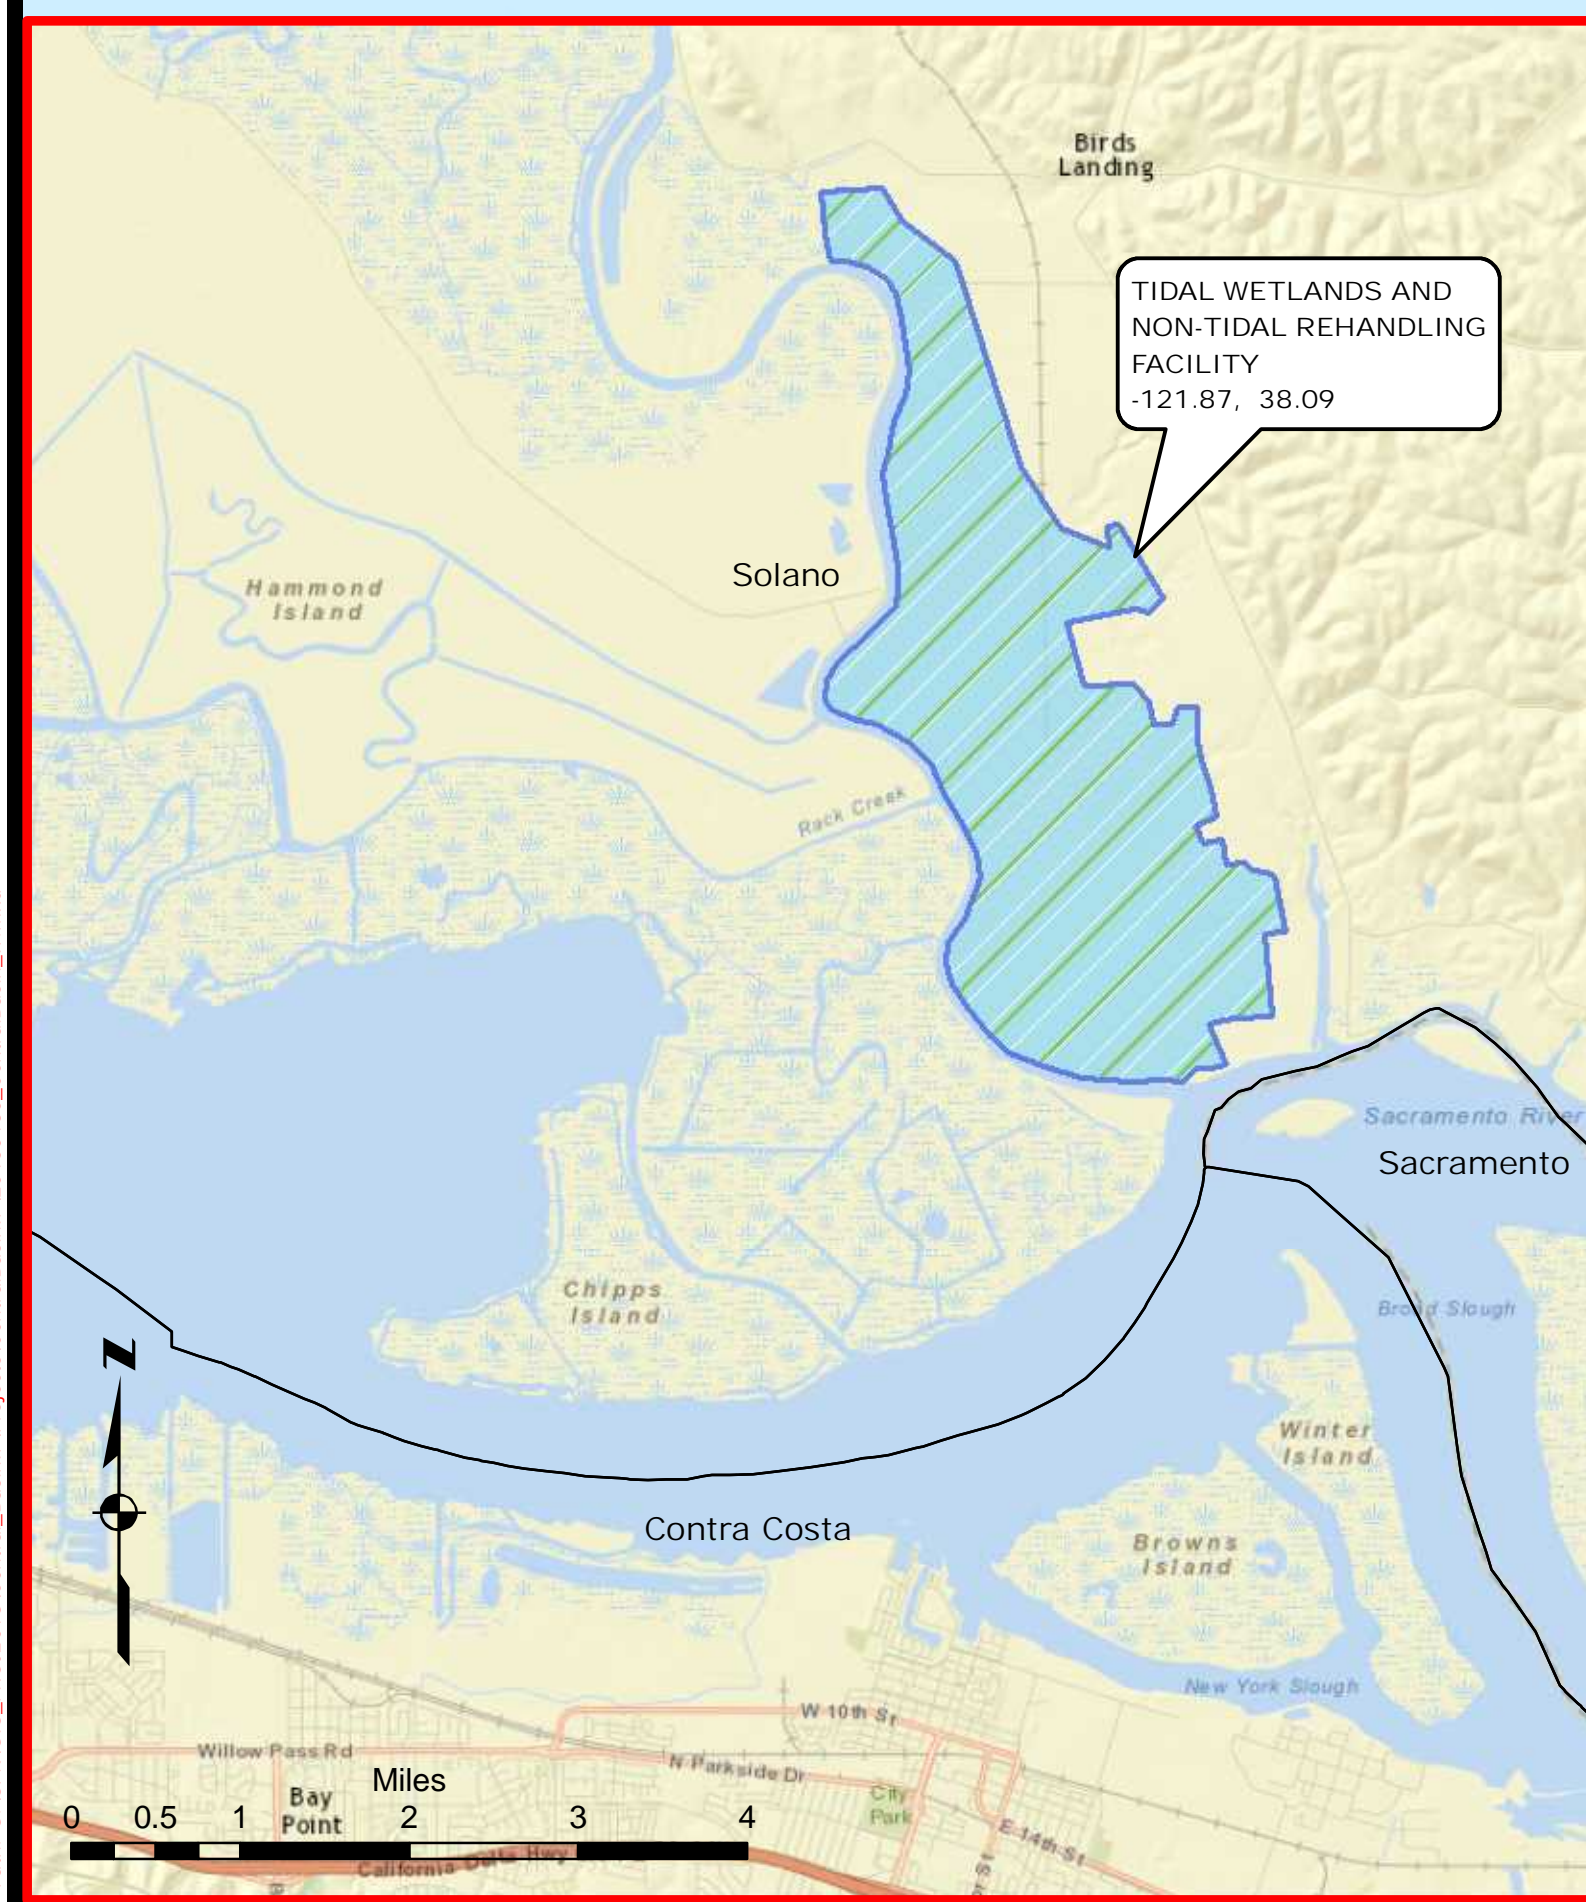 Birds
Landing
TIDAL WETLANDS AND
NON-TIDAL REHANDLING
FACILITY
-121.87, 38.09
Solano
Hammond
Island
Rack Creek
Sacramento River
Sacramento
Chipps
Island
Broad Slough
N
Winter
Island
Contra Costa
Browns
Island
New York Slough
W 10th St
Willow Pass Rd
N Parkside Dr
Miles
Bay
Point
City
Park
0 0.5 1 2 3 4
E 14th St
California Delta Hwy